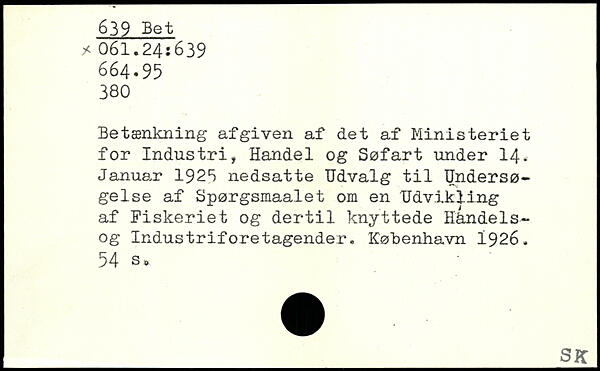 639 Bet
x 061.24:639
664.95
380
Betænkning afgiven af det af Ministeriet
for Industri, Handel og Søfart under 14.
Januar 1925 nedsatte Udvalg til Undersø-
gelse af Spørgsmaalet om en Udvikling
af Fiskeriet og dertil knyttede Handels-
og Industriforetagender. København 1926.
54 s.
SK